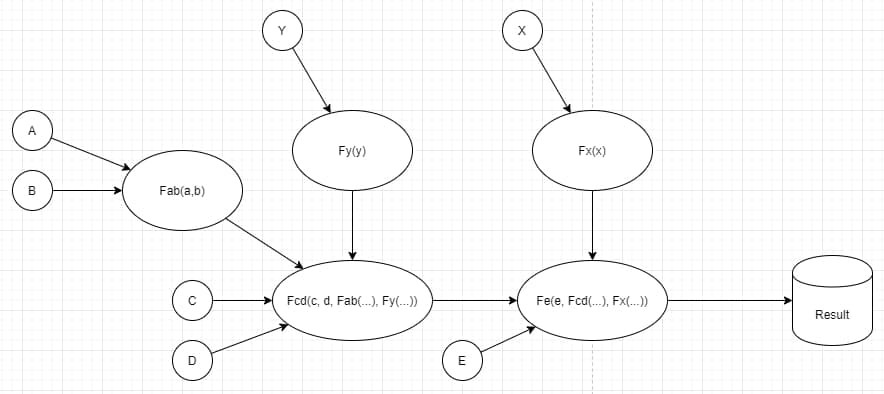 Y
X
A
Fy(y)
Fx(x)
B
Fab(a,b)
C
Fcd(c, d, Fab(...), Fy(...))
Fe(e, Fcd(...), Fx(...))
Result
D
E